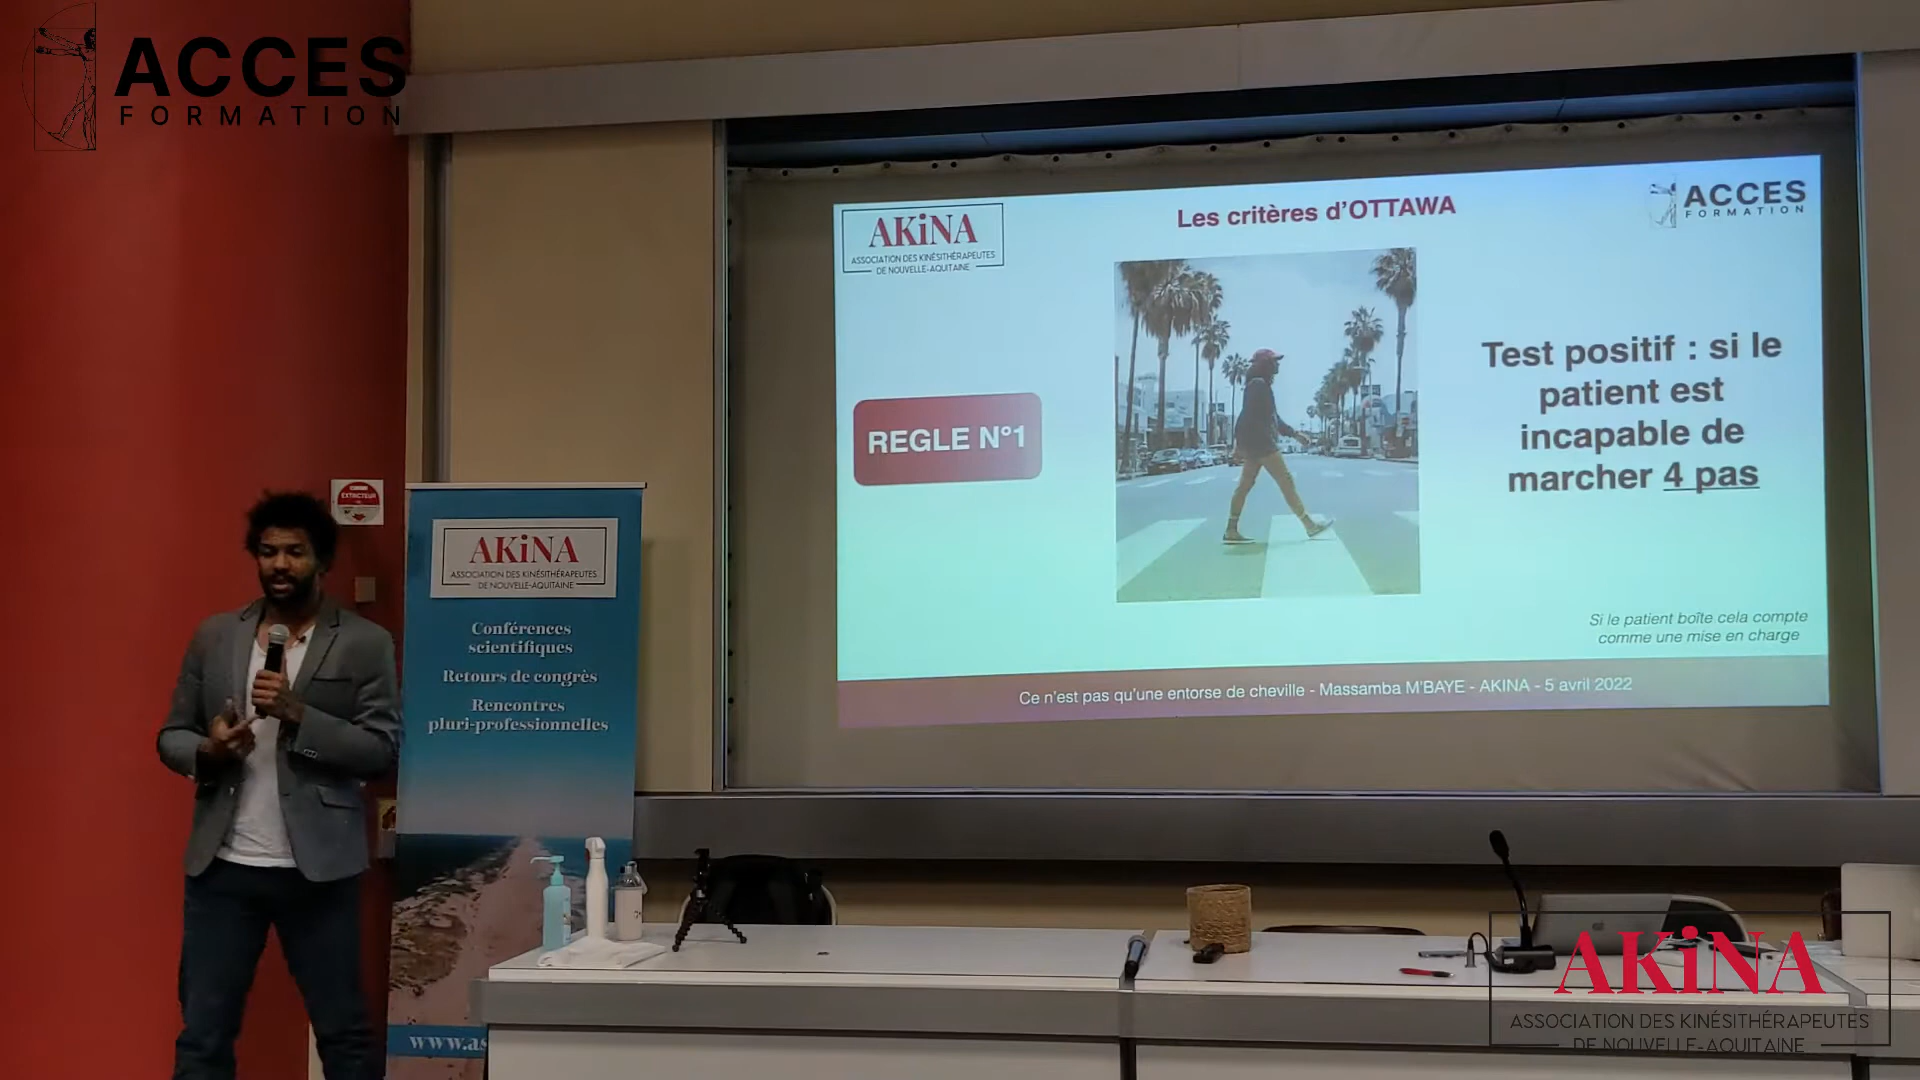 ACCES
FORMATION
AKiNA
ASSOCIATION DES KINÉSITHÉRAPEUTES
DE NOUVELLE-AQUITAINE
Les critères d'OTTAWA
ACCES
FORMATION
REGLE N°1
Test positif : si le
patient est
incapable de
marcher 4 pas
Si le patient boîte cela compte
comme une mise en charge
Ce n'est pas qu'une entorse de cheville - Massamba M'BAYE - AKINA - 5 avril 2022
EXTRACTEUR
AKiNA
ASSOCIATION DES KINÉSITHÉRAPEUTES
DE NOUVELLE-AQUITAINE
Conférences
scientifiques
Retours de congrès
Rencontres
pluri-professionnelles
www.as
AKiNA
ASSOCIATION DES KINÉSITHÉRAPEUTES
DE NOUVELLE-AQUITAINE